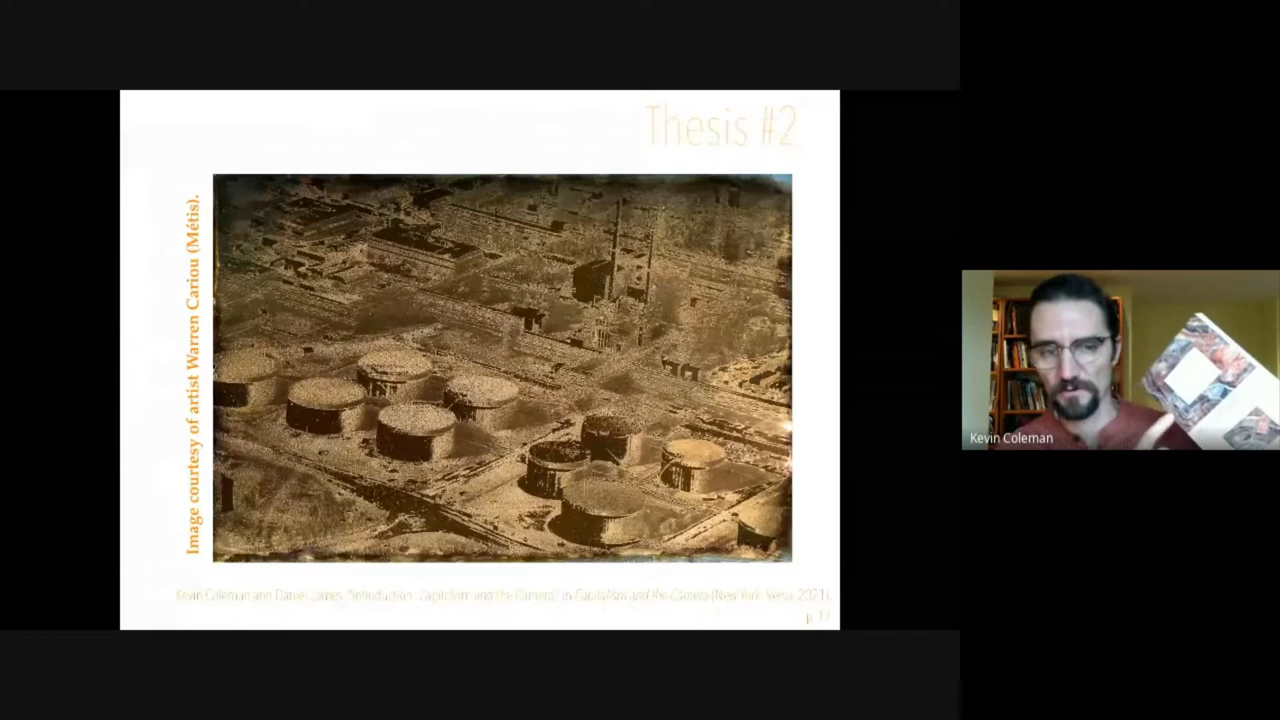 Thesis #2
Image courtesy of artist Warren Cariou (Métis).
Kevin Coleman and Daniel James, "Introduction: Capitalism and the Camera" in Capitalism and the Camera (New York: Verso, 2021),
p. 17
Kevin Coleman